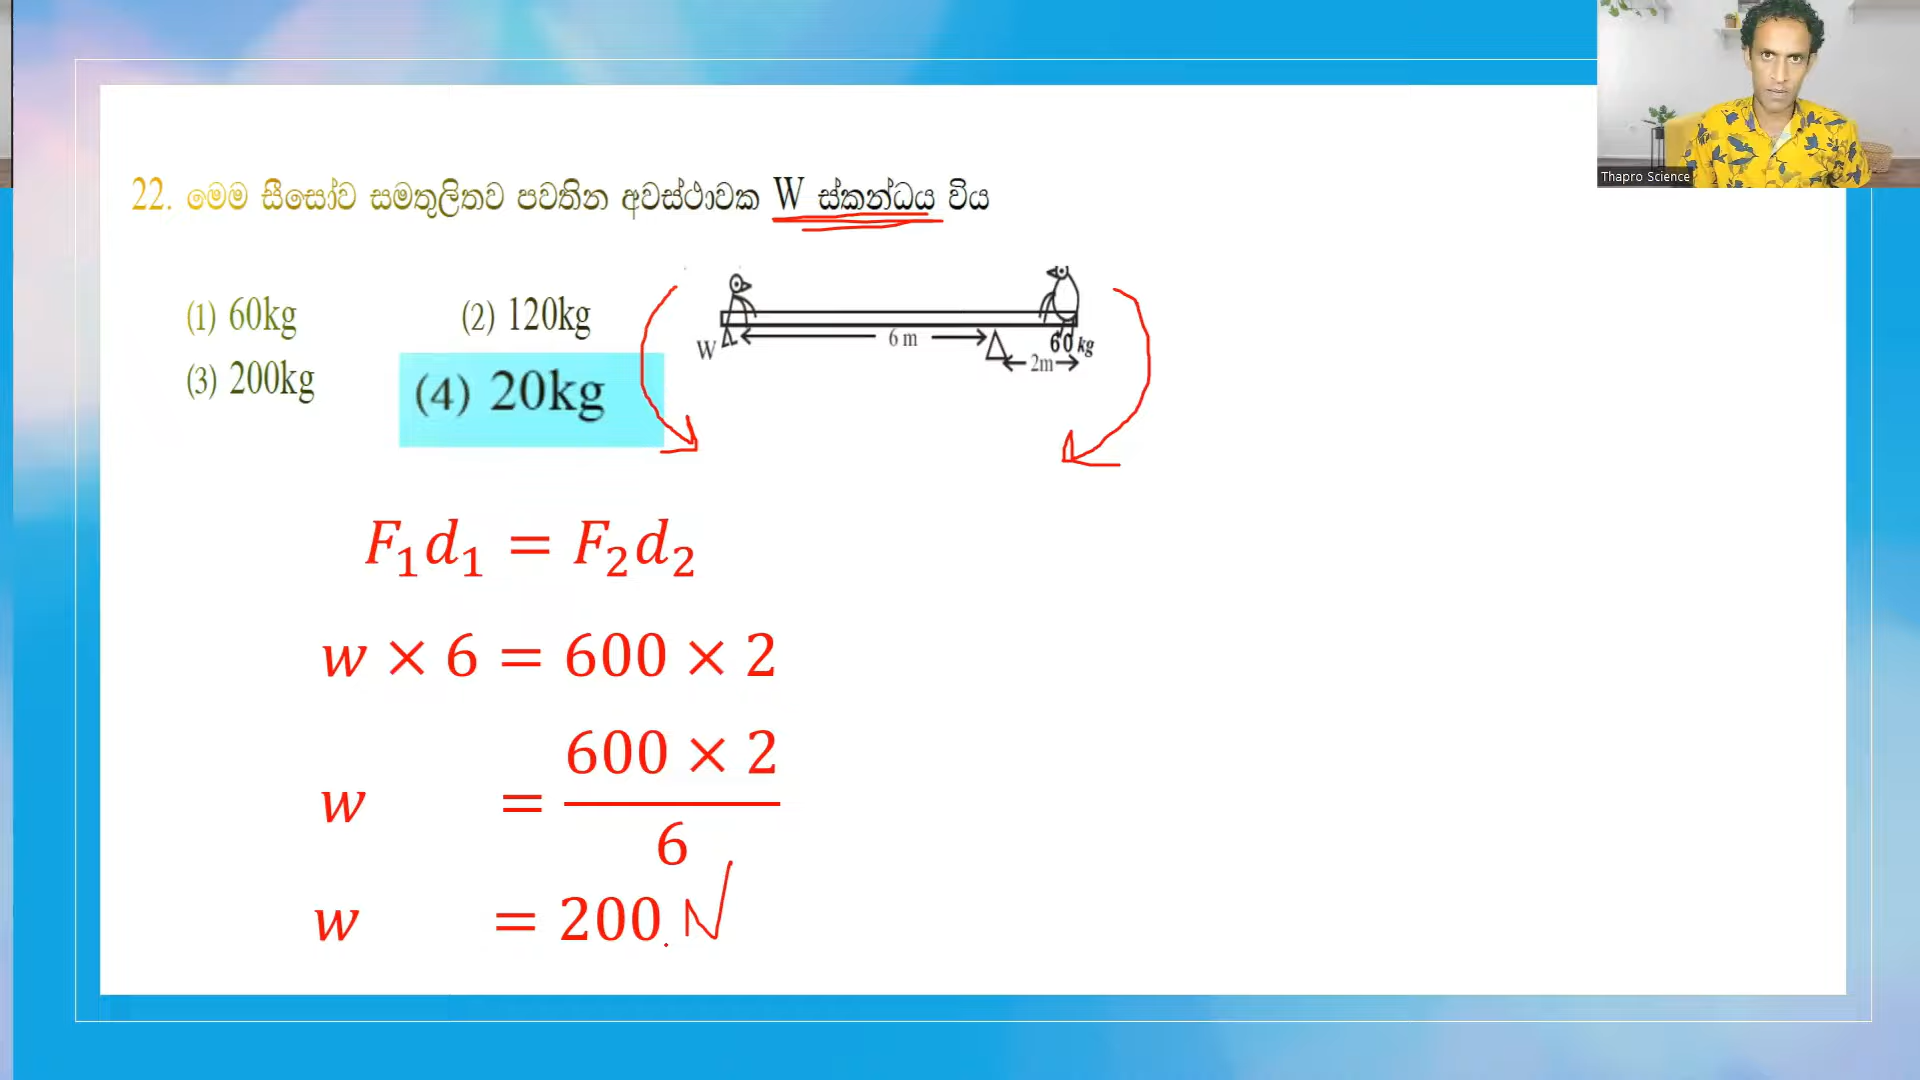 Thapro Science
22. මෙම සීසෝව සමතුලිතව පවතින අවස්ථාවක W ස්කන්ධය විය
(1) 60kg
(2) 120kg
(3) 200kg
(4) 20kg
W
6 m
60 kg
2m
F₁d₁ = F₂d₂
w × 6 = 600 × 2
w = 600 × 2
6
w = 200 N